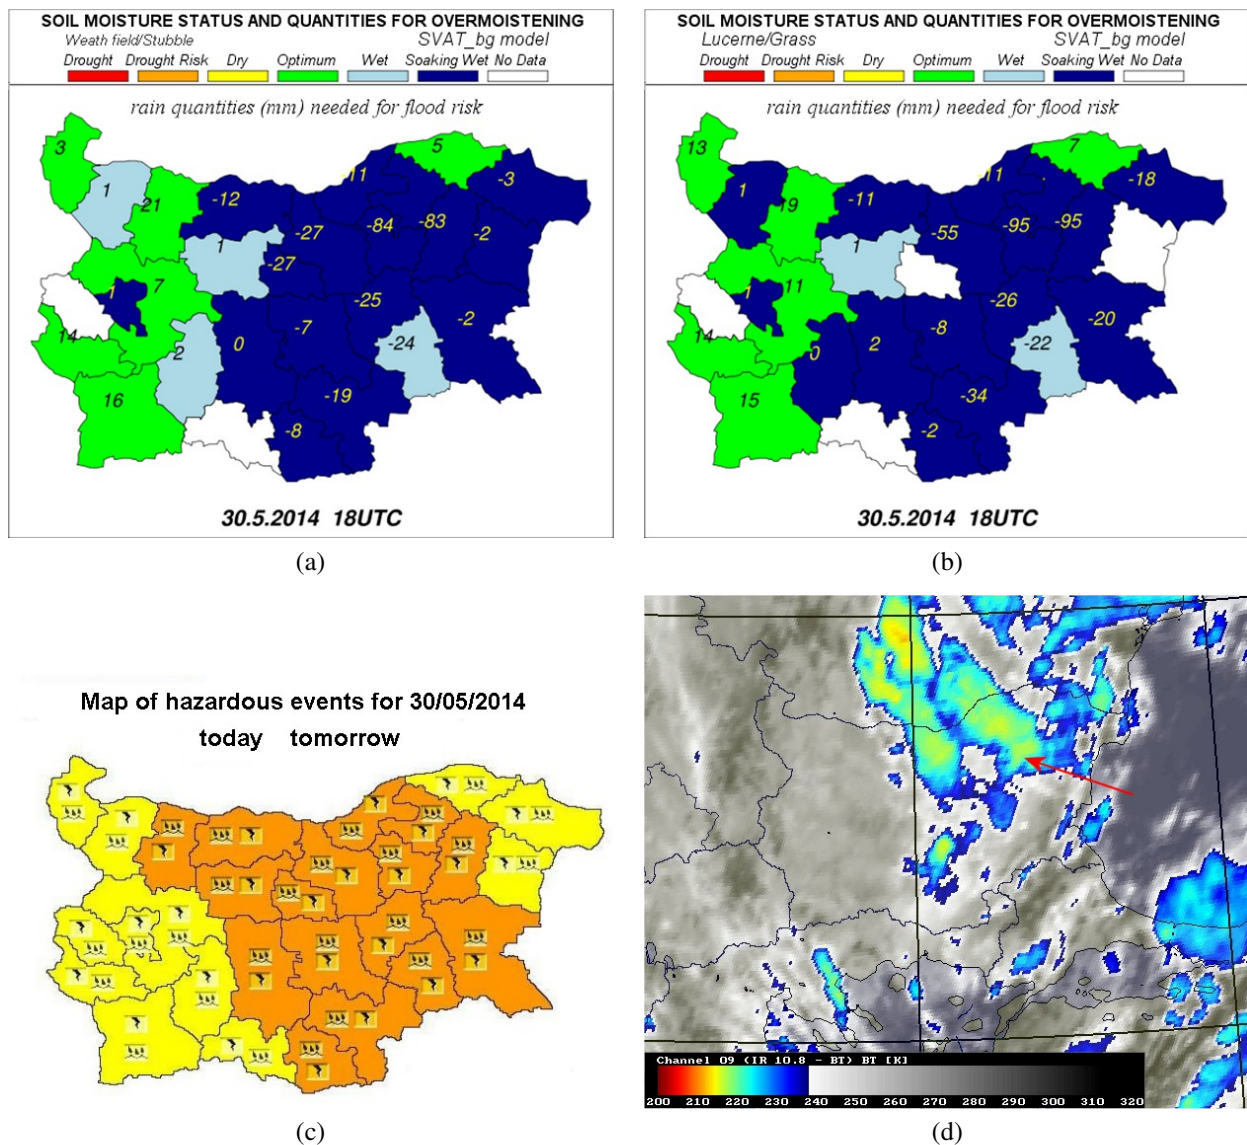 SOIL MOISTURE STATUS AND QUANTITIES FOR OVERMOISTENING
Weath field/Stubble SVAT_bg model
Drought Drought Risk Dry Optimum Wet Soaking Wet No Data
rain quantities (mm) needed for flood risk
3
5
-11
-3
1
21
-12
-84
-83
-27
-2
1
-27
1
7
-25
-7
-2
14
2
0
-24
16
-19
-8
30.5.2014 18UTC
(a)
SOIL MOISTURE STATUS AND QUANTITIES FOR OVERMOISTENING
Lucerne/Grass SVAT_bg model
Drought Drought Risk Dry Optimum Wet Soaking Wet No Data
rain quantities (mm) needed for flood risk
13
7
-11
-18
1
19
-11
-95
-95
-55
1
1
11
-26
-8
-20
14
0
2
-22
15
-34
-2
30.5.2014 18UTC
(b)
Map of hazardous events for 30/05/2014
today tomorrow
(c)
Channel 09 (IR 10.8 - BT) BT [K]
200 210 220 230 240 250 260 270 280 290 300 310 320
(d)